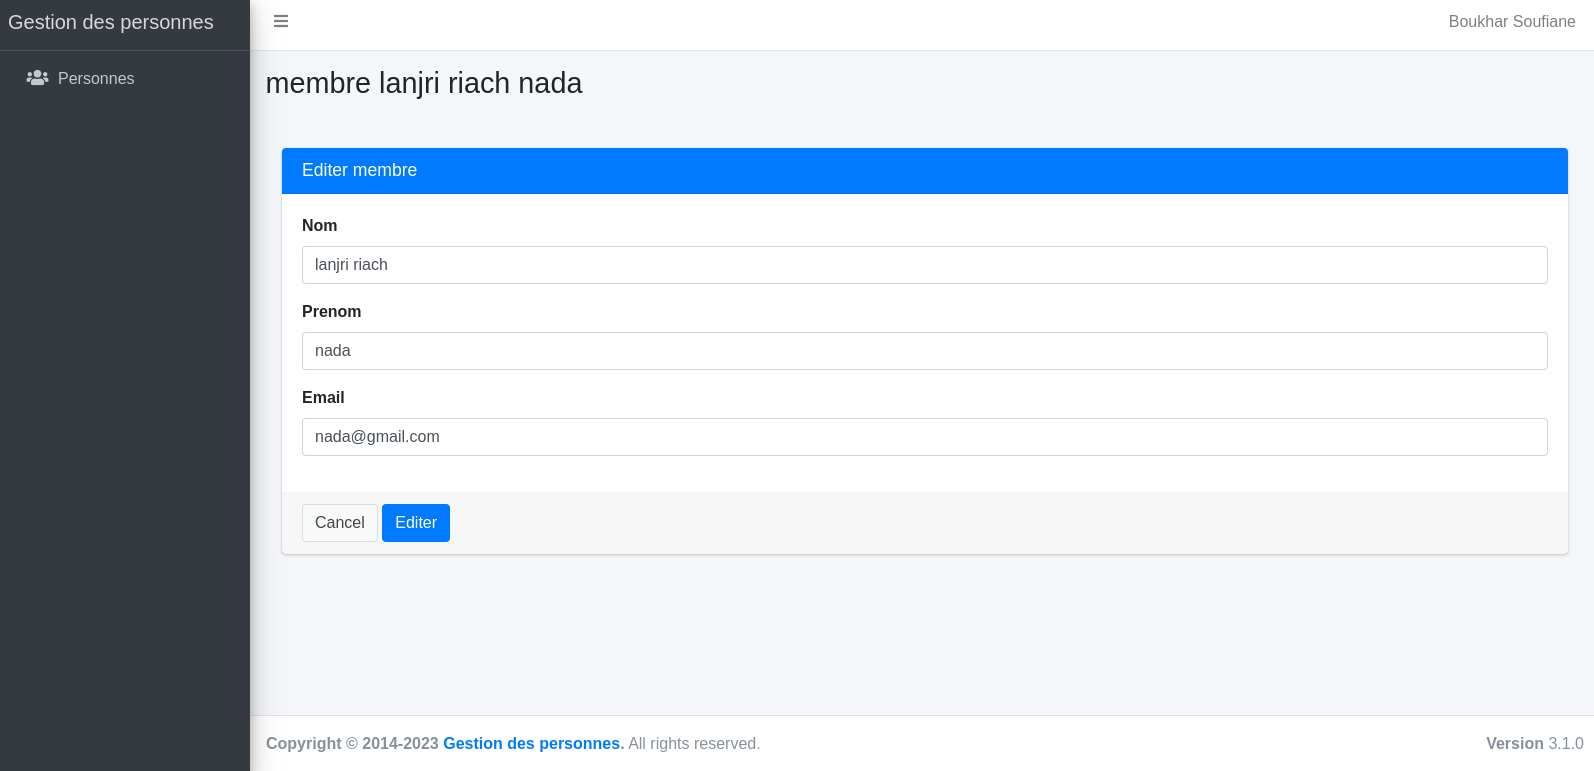 Gestion des personnes
Boukhar Soufiane
Personnes
membre lanjri riach nada
Editer membre
Nom
lanjri riach
Prenom
nada
Email
nada@gmail.com
Cancel Editer
Copyright © 2014-2023 Gestion des personnes. All rights reserved.
Version 3.1.0